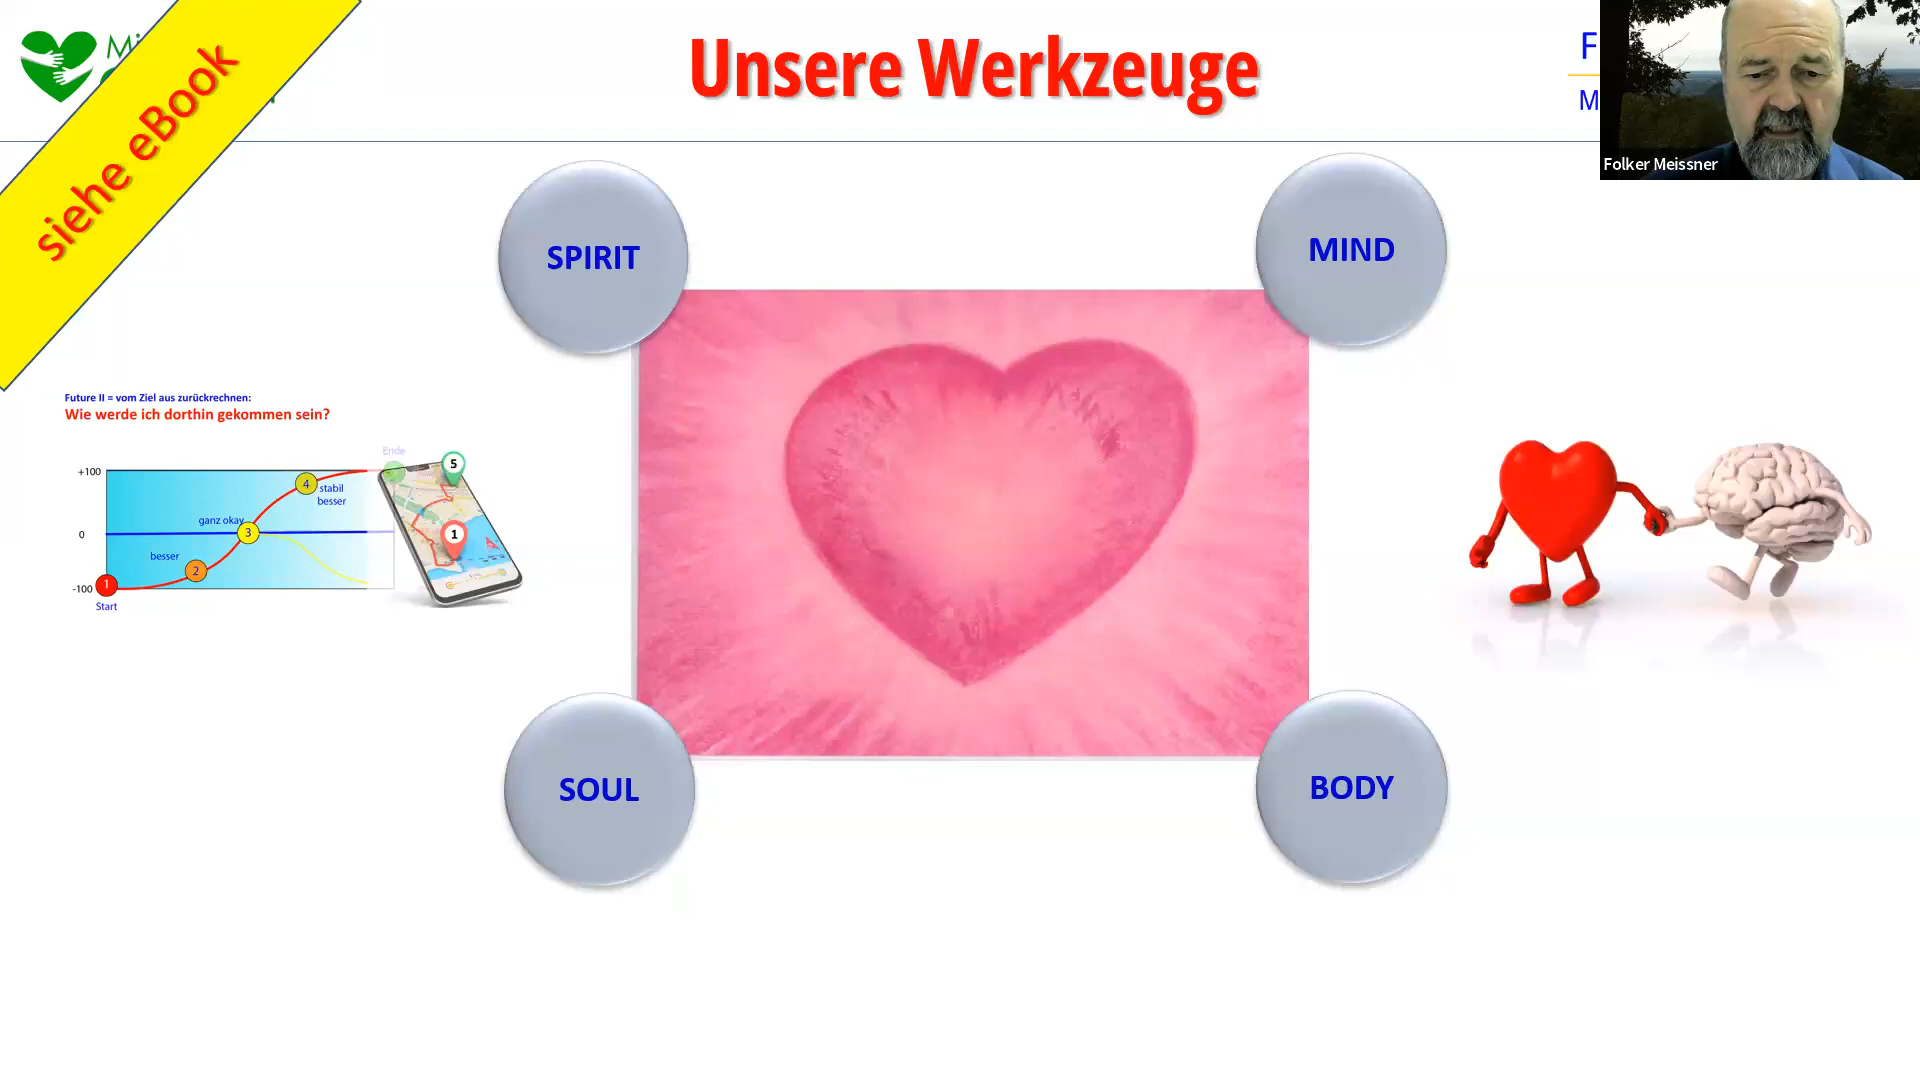 siehe eBook
Unsere Werkzeuge
Folker Meissner
SPIRIT
MIND
Future II = vom Ziel aus zurückrechnen:
Wie werde ich dorthin gekommen sein?
Ende
+100
5
4
stabil
besser
ganz okay
3
0
1
besser
2
-100
1
Start
SOUL
BODY